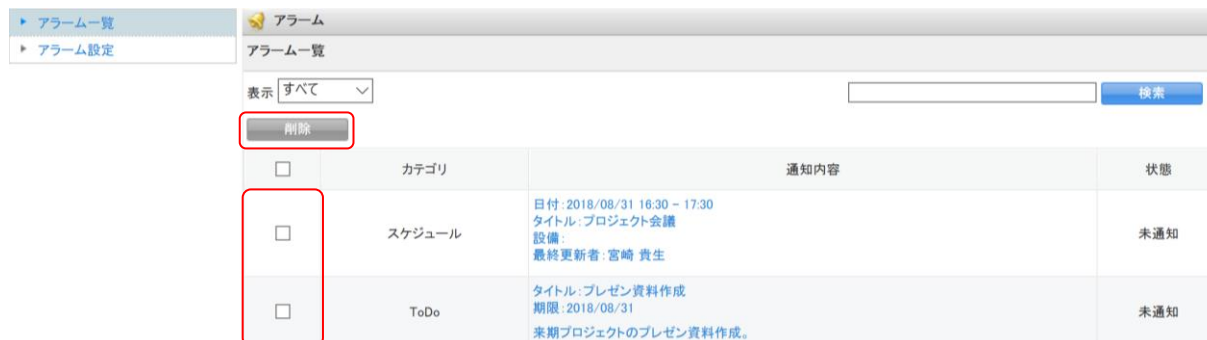 アラーム一覧
アラーム設定
アラーム
アラーム一覧
表示 すべて 検索
削除
カテゴリ 通知内容 状態
スケジュール
日付:2018/08/31 16:30 - 17:30
タイトル:プロジェクト会議
設備:
最終更新者:宮崎 貴生
未通知
ToDo
タイトル:プレゼン資料作成
期限:2018/08/31
来期プロジェクトのプレゼン資料作成。
未通知